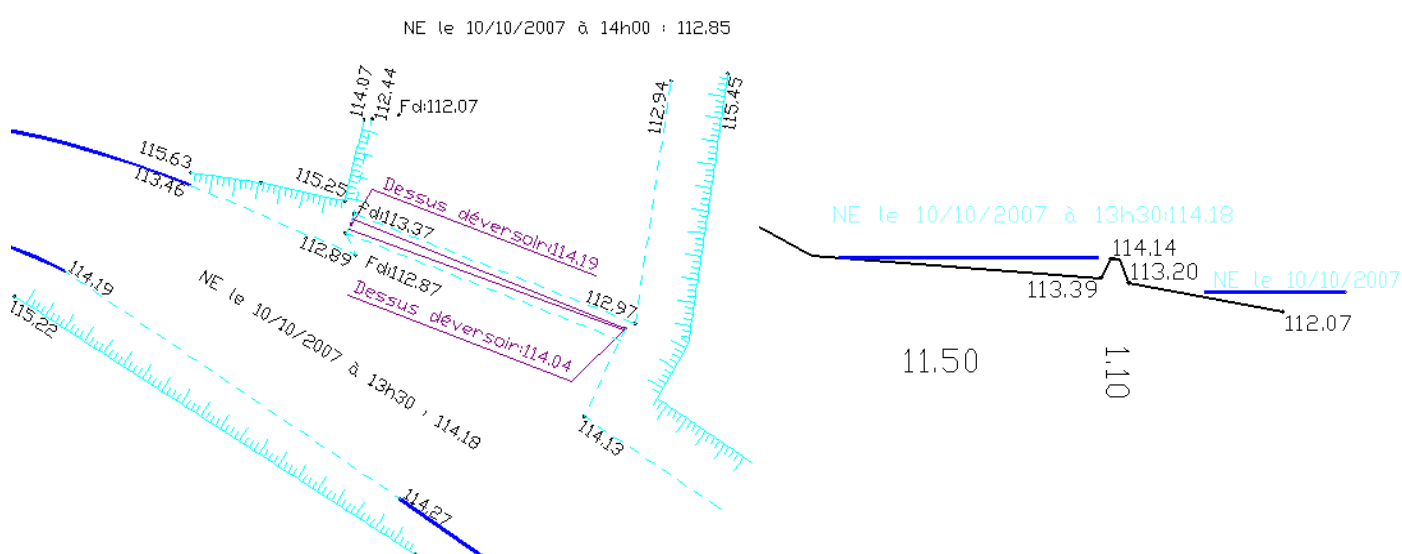 NE le 10/10/2007 à 14h00 : 112.85
114.07
112.44
Fd:112.07
112.94
115.45
115.63
113.46
115.25
Dessus déversoir:114.19
Fd:113.37
112.89
Fd:112.87
112.97
114.19
115.22
NE le 10/10/2007 à 13h30 : 114.18
Dessus déversoir:114.04
114.13
114.27
NE le 10/10/2007 à 13h30:114.18
114.14
113.20
113.39
NE le 10/10/2007
112.07
11.50
1.10